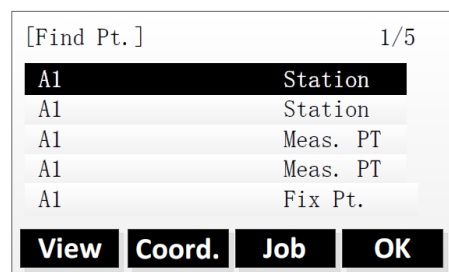 [Find Pt.] 1/5
A1 Station
A1 Station
A1 Meas. PT
A1 Meas. PT
A1 Fix Pt.
View Coord. Job OK